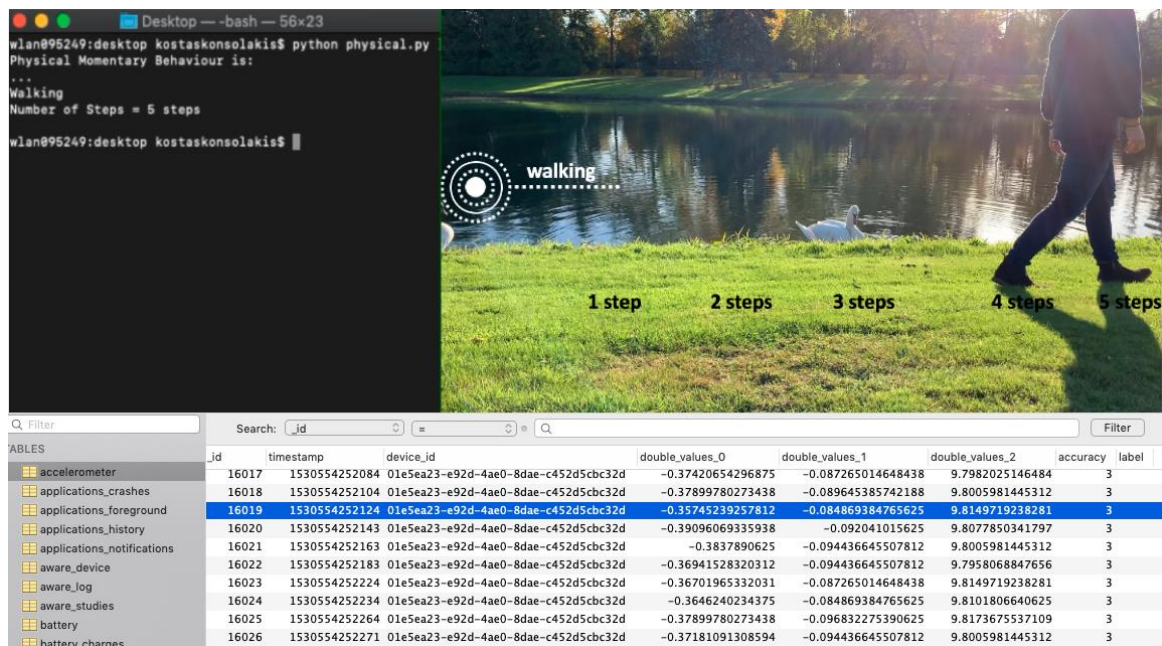 Desktop — -bash — 56×23
wlan095249:desktop kostaskonsolakis$ python physical.py
Physical Momentary Behaviour is:
...
Walking
Number of Steps = 5 steps
wlan095249:desktop kostaskonsolakis$
walking
1 step 2 steps 3 steps 4 steps 5 steps
Filter
Search: _id = Filter
TABLES
accelerometer
applications_crashes
applications_foreground
applications_history
applications_notifications
aware_device
aware_log
aware_studies
battery
battery_charges
_id timestamp device_id double_values_0 double_values_1 double_values_2 accuracy label
16017 1530554252084 01e5ea23-e92d-4ae0-8dae-c452d5cbc32d -0.37420654296875 -0.087265014648438 9.7982025146484 3
16018 1530554252104 01e5ea23-e92d-4ae0-8dae-c452d5cbc32d -0.37899780273438 -0.089645385742188 9.8005981445312 3
16019 1530554252124 01e5ea23-e92d-4ae0-8dae-c452d5cbc32d -0.35745239257812 -0.084869384765625 9.8149719238281 3
16020 1530554252143 01e5ea23-e92d-4ae0-8dae-c452d5cbc32d -0.39096069335938 -0.092041015625 9.8077850341797 3
16021 1530554252163 01e5ea23-e92d-4ae0-8dae-c452d5cbc32d -0.3837890625 -0.094436645507812 9.8005981445312 3
16022 1530554252183 01e5ea23-e92d-4ae0-8dae-c452d5cbc32d -0.36941528320312 -0.094436645507812 9.7958068847656 3
16023 1530554252224 01e5ea23-e92d-4ae0-8dae-c452d5cbc32d -0.36701965332031 -0.087265014648438 9.8149719238281 3
16024 1530554252234 01e5ea23-e92d-4ae0-8dae-c452d5cbc32d -0.3646240234375 -0.084869384765625 9.8101806640625 3
16025 1530554252264 01e5ea23-e92d-4ae0-8dae-c452d5cbc32d -0.37899780273438 -0.096832275390625 9.8173675537109 3
16026 1530554252271 01e5ea23-e92d-4ae0-8dae-c452d5cbc32d -0.37181091308594 -0.094436645507812 9.8005981445312 3